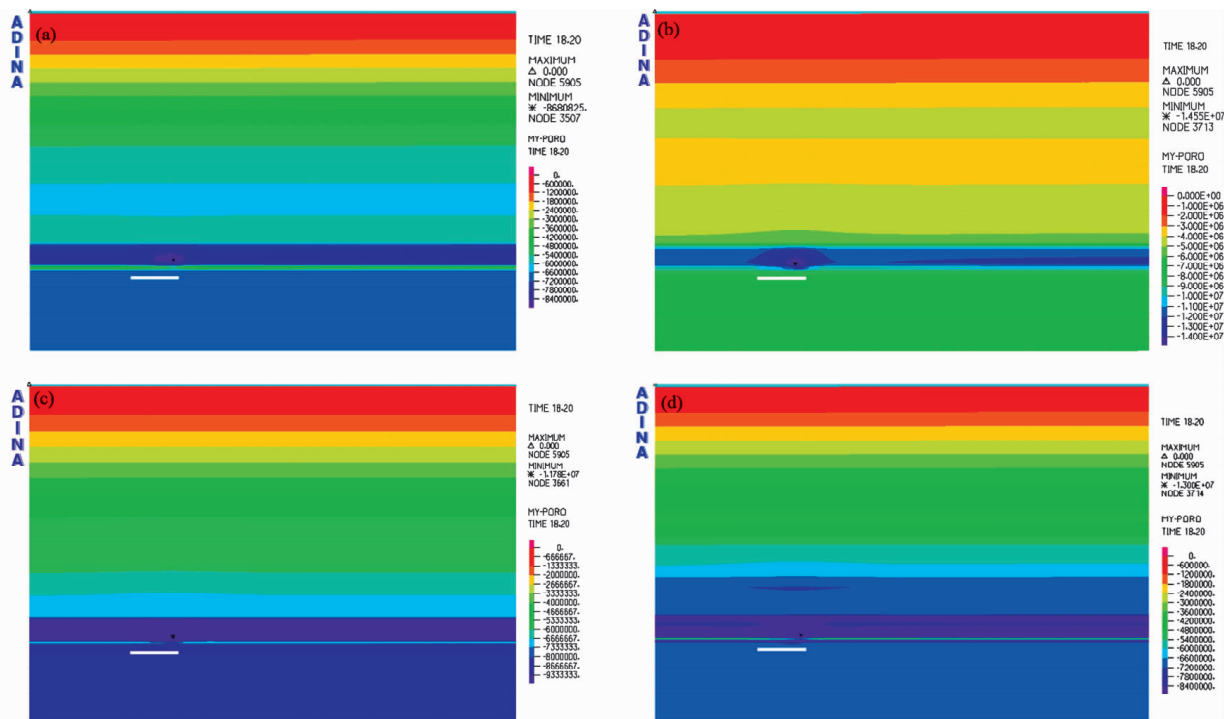 ADINA
(a)
TIME 18.20
MAXIMUM
Δ 0.000
NODE 5905
MINIMUM
* -8680825.
NODE 3507
MY-PORO
TIME 18.20
0.
-600000.
-1200000.
-1800000.
-2400000.
-3000000.
-3600000.
-4200000.
-4800000.
-5400000.
-6000000.
-6600000.
-7200000.
-7800000.
-8400000.
ADINA
(b)
TIME 18.20
MAXIMUM
Δ 0.000
NODE 5905
MINIMUM
* -1.455E+07
NODE 3713
MY-PORO
TIME 18.20
0.000E+00
-1.000E+06
-2.000E+06
-3.000E+06
-4.000E+06
-5.000E+06
-6.000E+06
-7.000E+06
-8.000E+06
-9.000E+06
-1.000E+07
-1.100E+07
-1.200E+07
-1.300E+07
-1.400E+07
ADINA
(c)
TIME 18.20
MAXIMUM
Δ 0.000
NODE 5905
MINIMUM
* -1.178E+07
NODE 3661
MY-PORO
TIME 18.20
0.
-666667.
-1333333.
-2000000.
-2666667.
-3333333.
-4000000.
-4666667.
-5333333.
-6000000.
-6666667.
-7333333.
-8000000.
-8666667.
-9333333.
ADINA
(d)
TIME 18.20
MAXIMUM
Δ 0.000
NODE 5905
MINIMUM
* -1.300E+07
NODE 3714
MY-PORO
TIME 18.20
0.
-600000.
-1200000.
-1800000.
-2400000.
-3600000.
-4200000.
-4800000.
-5400000.
-6000000.
-6600000.
-7200000.
-7800000.
-8400000.